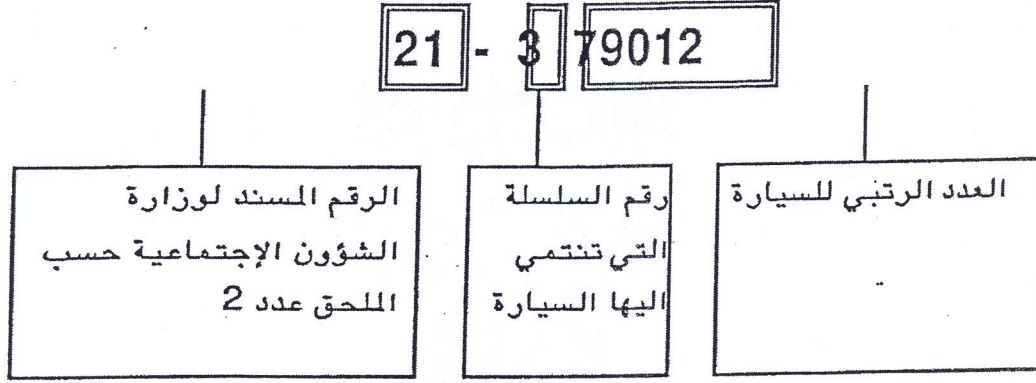 21 - 3 79012
العدد الرتبي للسيارة
رقم السلسلة
التي تنتمي
اليها السيارة
الرقم المسند لوزارة
الشؤون الإجتماعية حسب
الملحق عدد 2